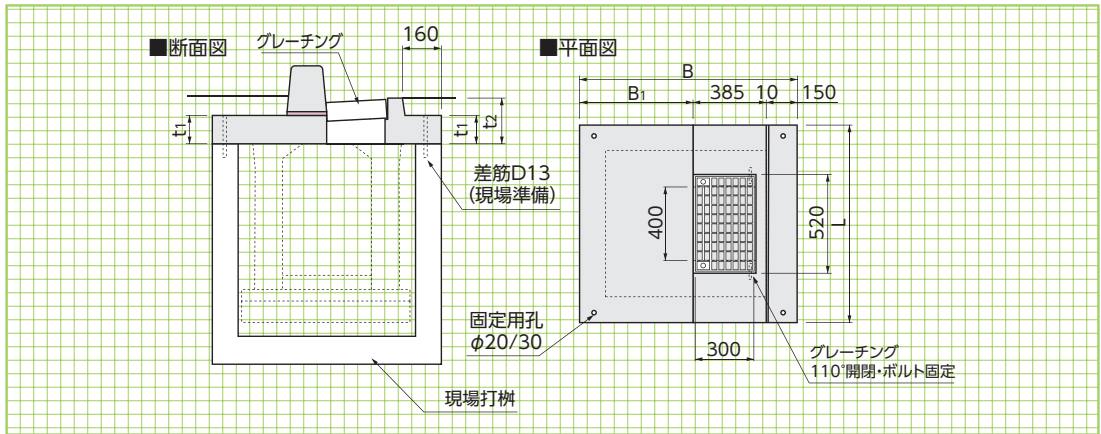 ■断面図
グレーチング
160
t1
t1
t2
差筋D13
(現場準備)
現場打桝
■平面図
B
B1
385
10
150
400
520
L
300
固定用孔
φ20/30
グレーチング
110°開閉・ボルト固定